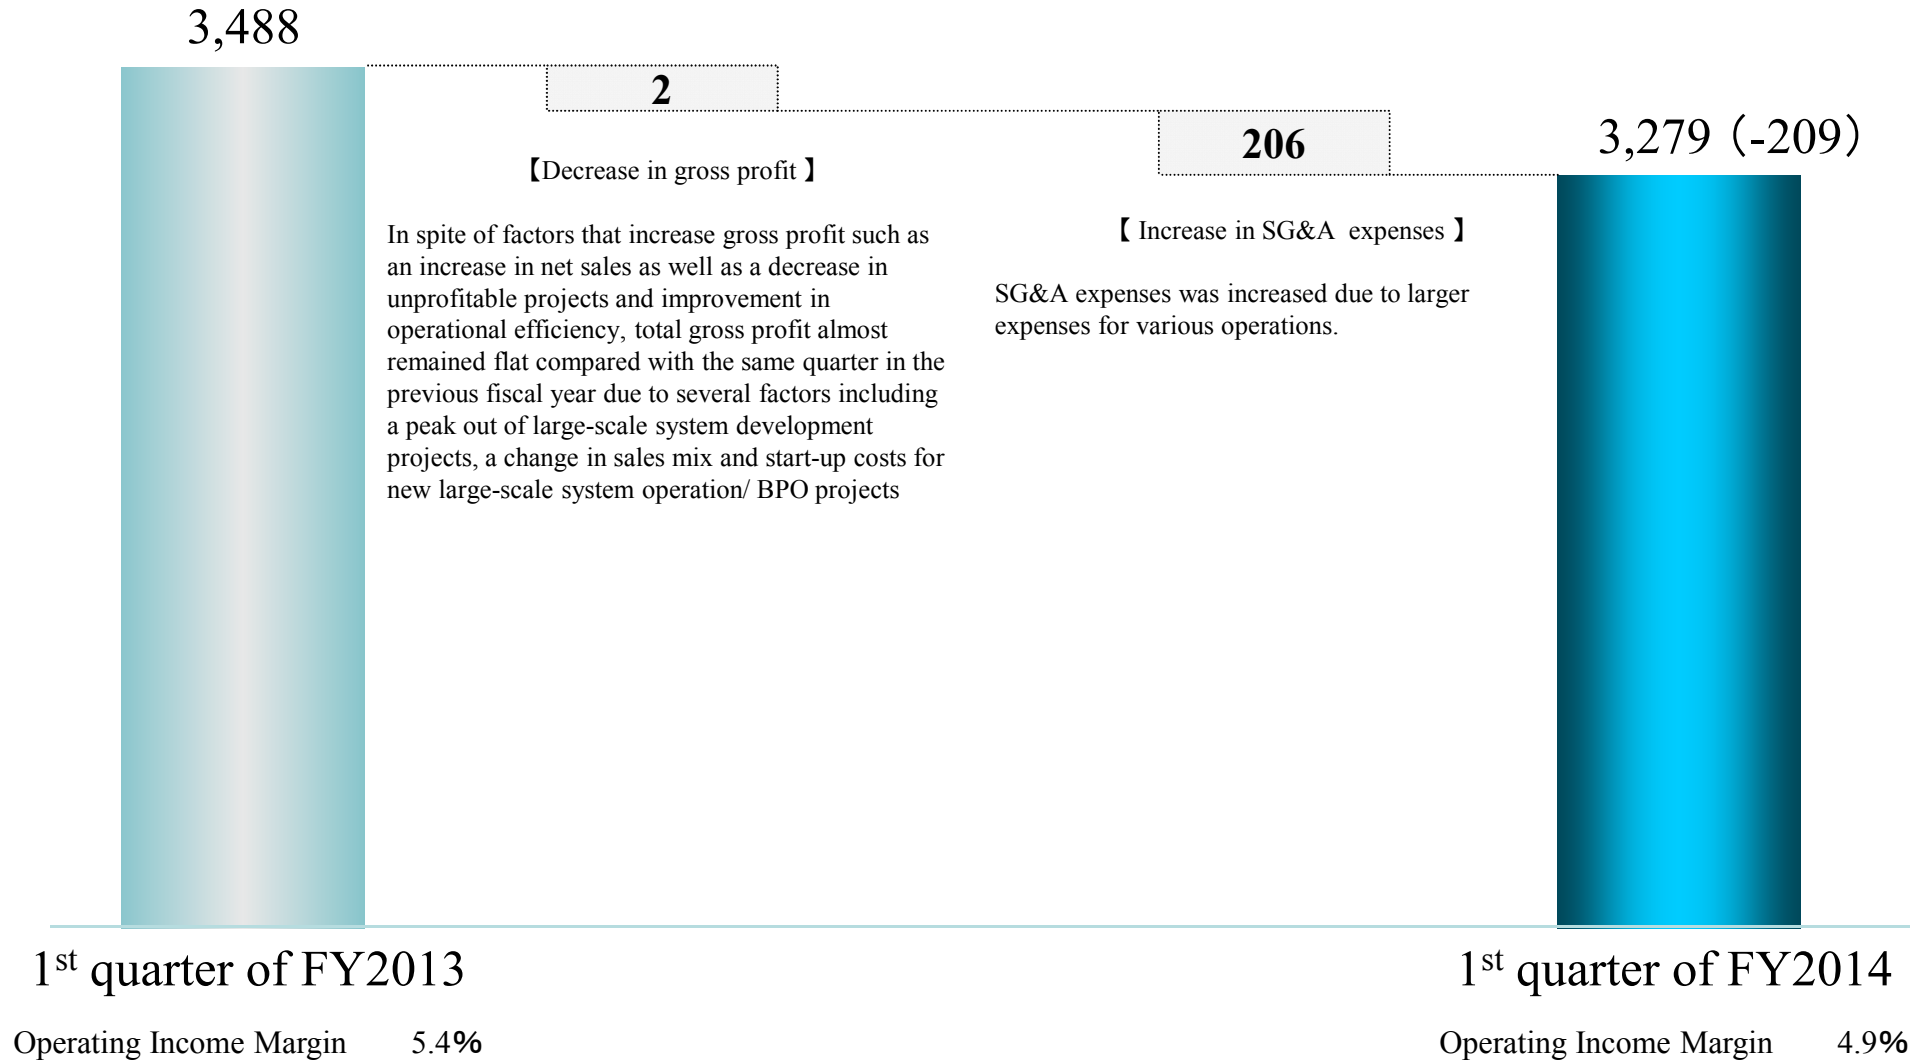 3,488
2
206
3,279（-209）
【Decrease in gross profit 】
In spite of factors that increase gross profit such as
an increase in net sales as well as a decrease in
unprofitable projects and improvement in
operational efficiency, total gross profit almost
remained flat compared with the same quarter in the
previous fiscal year due to several factors including
a peak out of large-scale system development
projects, a change in sales mix and start-up costs for
new large-scale system operation/ BPO projects
【 Increase in SG&A  expenses 】
SG&A expenses was increased due to larger
expenses for various operations.
1st quarter of FY2013
1st quarter of FY2014
Operating Income Margin 5.4%
Operating Income Margin 4.9%